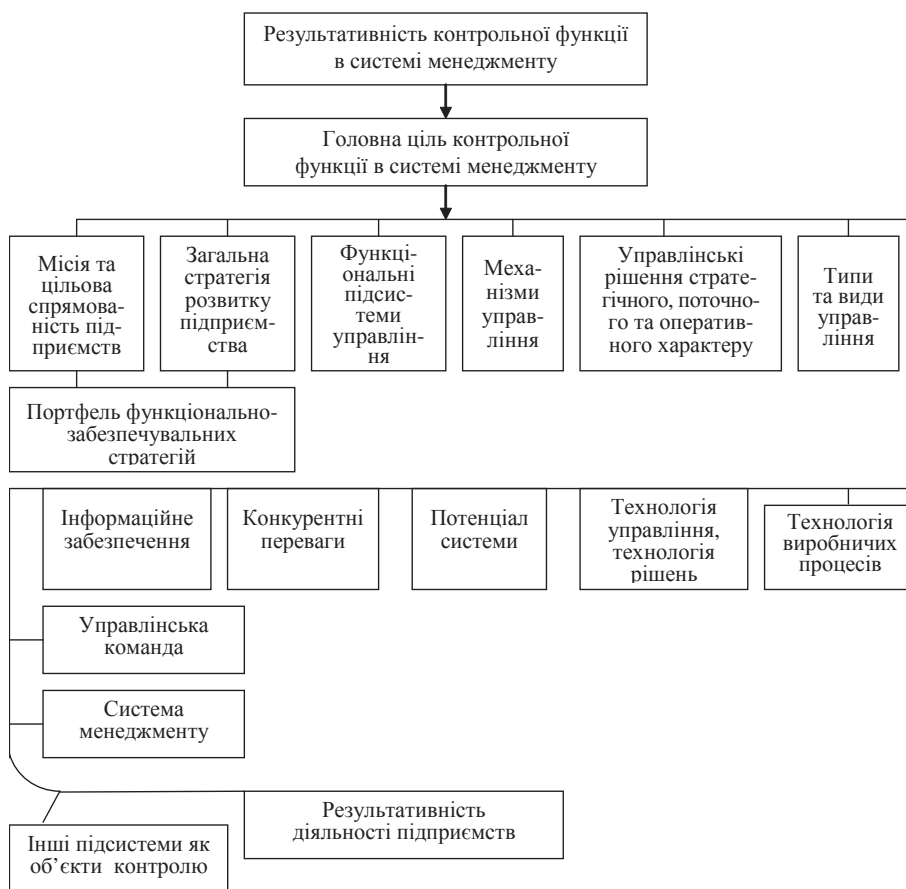 Результативність контрольної функції
в системі менеджменту
Головна ціль контрольної
функції в системі менеджменту
Місія та
цільова
спрямова-
ність під-
приємств
Загальна
стратегія
розвитку
підприєм-
ства
Функці-
ональні
підсис-
теми
управлін-
ня
Меха-
нізми
управ-
ління
Управлінські
рішення страте-
гічного, поточно-
го та оператив-
ного характеру
Типи
та види
управ-
ління
Портфель функціонально-
забезпечувальних
стратегій
Інформаційне
забезпечення
Конкурентні
переваги
Потенціал
системи
Технологія
управління,
технологія
рішень
Технологія
виробничих
процесів
Управлінська
команда
Система
менеджменту
Результативність
діяльності підприємств
Інші підсистеми як
об’єкти контролю